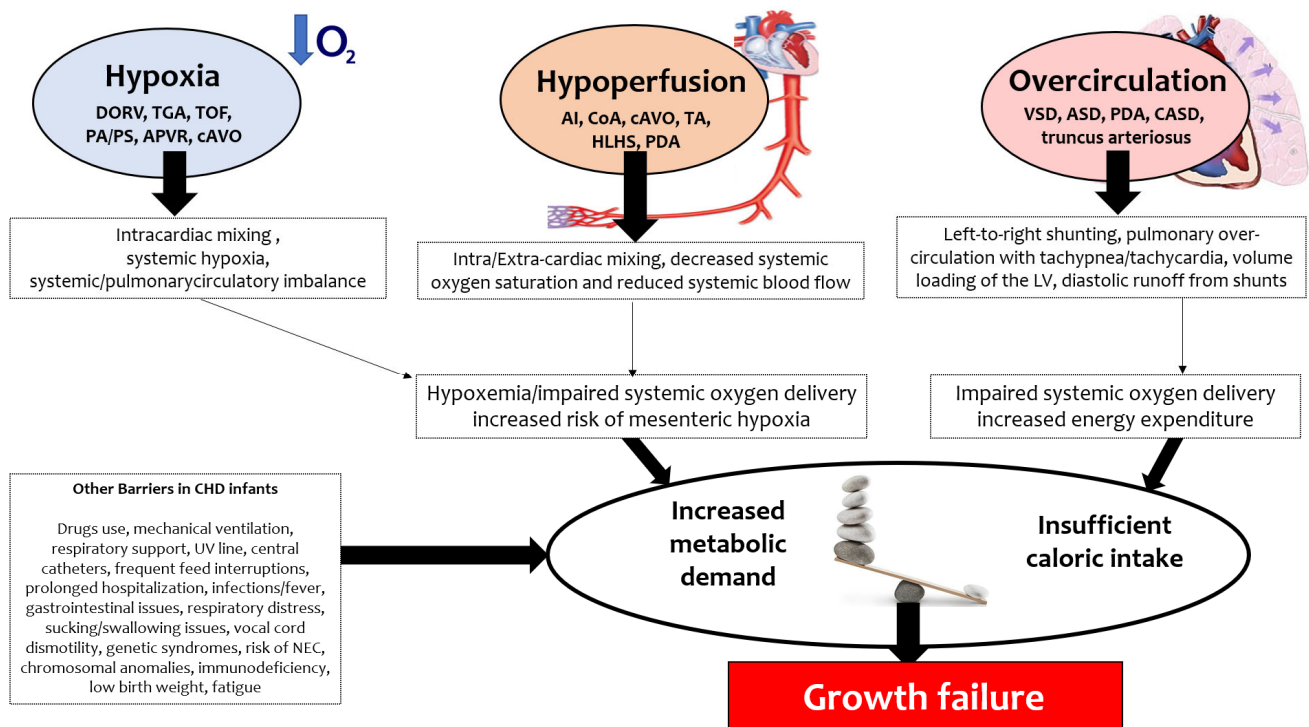 O2
Hypoxia
DORV, TGA, TOF,
PA/PS, APVR, cAVO
Hypoperfusion
AI, CoA, cAVO, TA,
HLHS, PDA
Overcirculation
VSD, ASD, PDA, CASD,
truncus arteriosus
Intracardiac mixing ,
systemic hypoxia,
systemic/pulmonarycirculatory imbalance
Intra/Extra-cardiac mixing, decreased systemic
oxygen saturation and reduced systemic blood flow
Left-to-right shunting, pulmonary over-
circulation with tachypnea/tachycardia, volume
loading of the LV, diastolic runoff from shunts
Hypoxemia/impaired systemic oxygen delivery
increased risk of mesenteric hypoxia
Impaired systemic oxygen delivery
increased energy expenditure
Other Barriers in CHD infants
Drugs use, mechanical ventilation,
respiratory support, UV line, central
catheters, frequent feed interruptions,
prolonged hospitalization, infections/fever,
gastrointestinal issues, respiratory distress,
sucking/swallowing issues, vocal cord
dismotility, genetic syndromes, risk of NEC,
chromosomal anomalies, immunodeficiency,
low birth weight, fatigue
Increased
metabolic
demand
Insufficient
caloric intake
Growth failure